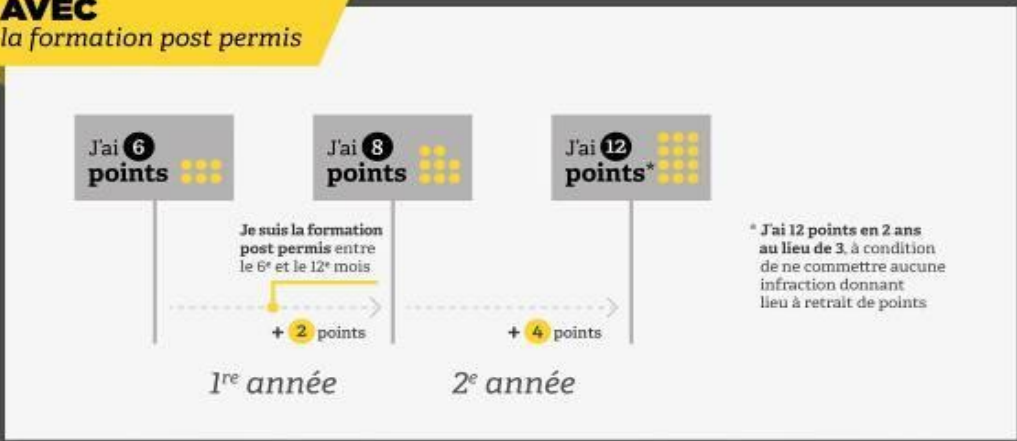 AVEC
la formation post permis
J'ai 6
points
J'ai 8
points
J'ai 12
points*
Je suis la formation
post permis entre
le 6e et le 12e mois
* J'ai 12 points en 2 ans
au lieu de 3, à condition
de ne commettre aucune
infraction donnant
lieu à retrait de points
+ 2 points
+ 4 points
1re année
2e année